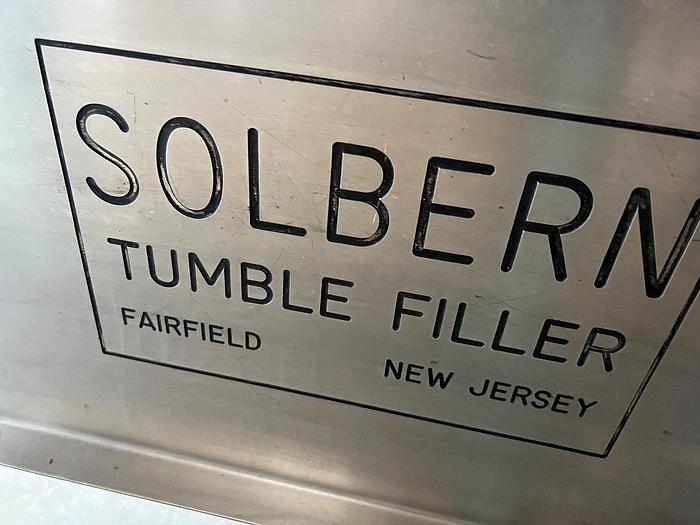 SOLBERN
TUMBLE FILLER
FAIRFIELD
NEW JERSEY